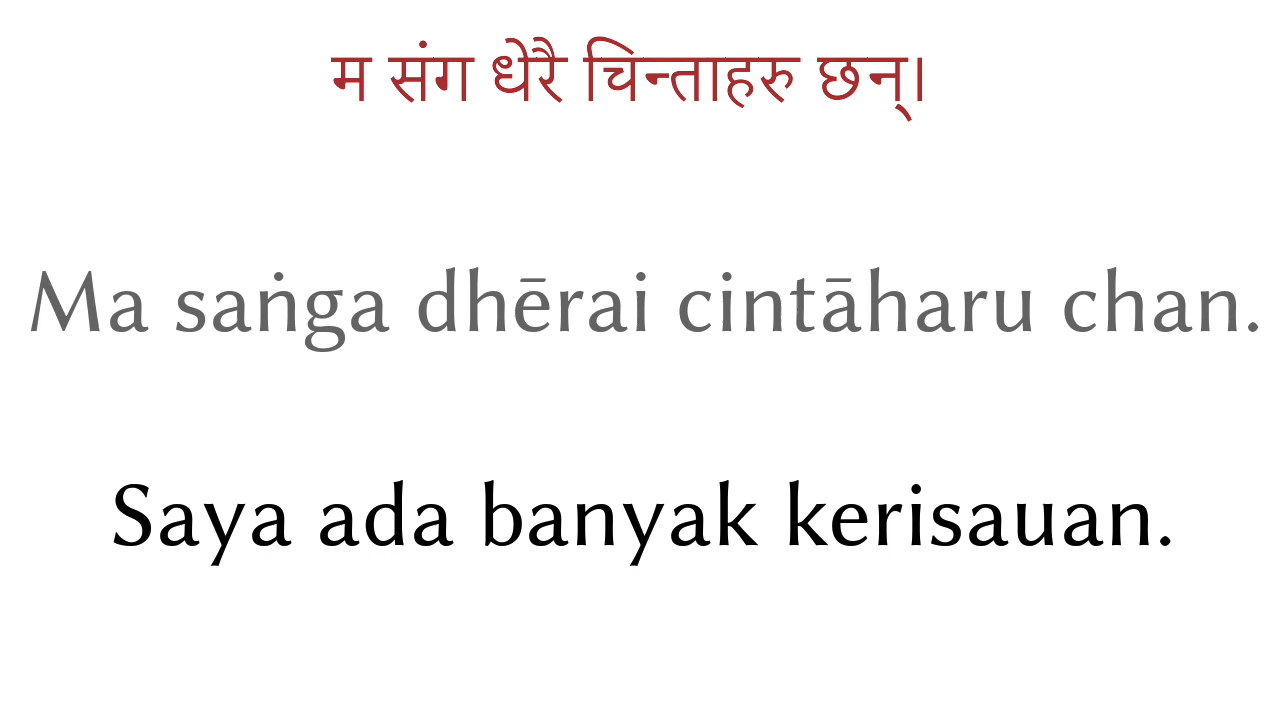 म संग धेरै चिन्ताहरु छन्।
Ma saṅga dhērai cintāharu chan.
Saya ada banyak kerisauan.